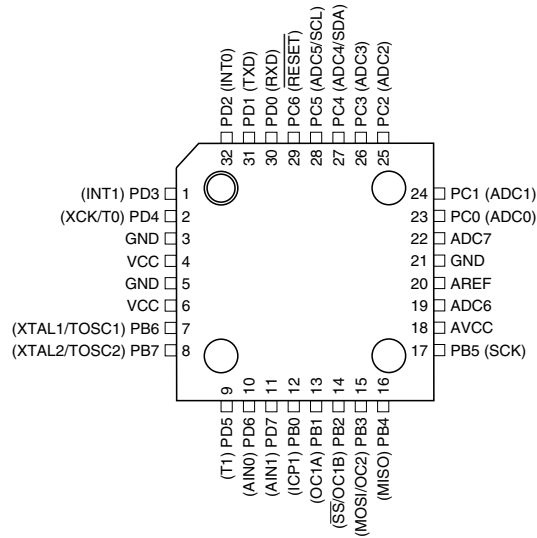 32 PD2 (INT0)
31 PD1 (TXD)
30 PD0 (RXD)
29 PC6 (RESET)
28 PC5 (ADC5/SCL)
27 PC4 (ADC4/SDA)
26 PC3 (ADC3)
25 PC2 (ADC2)
(INT1) PD3 1
(XCK/T0) PD4 2
GND 3
VCC 4
GND 5
VCC 6
(XTAL1/TOSC1) PB6 7
(XTAL2/TOSC2) PB7 8
24 PC1 (ADC1)
23 PC0 (ADC0)
22 ADC7
21 GND
20 AREF
19 ADC6
18 AVCC
17 PB5 (SCK)
(T1) PD5 9
(AIN0) PD6 10
(AIN1) PD7 11
(ICP1) PB0 12
(OC1A) PB1 13
(SS/OC1B) PB2 14
(MOSI/OC2) PB3 15
(MISO) PB4 16